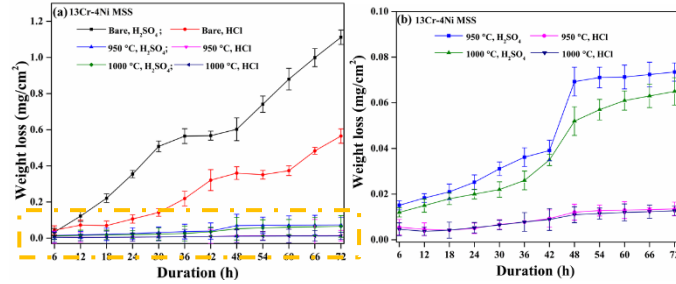 (a) 13Cr-4Ni MSS
Bare, H₂SO₄; Bare, HCl
950 °C, H₂SO₄; 950 °C, HCl
1000 °C, H₂SO₄; 1000 °C, HCl
Weight loss (mg/cm²)
1.2
1.0
0.8
0.6
0.4
0.2
0.0
6 12 18 24 30 36 42 48 54 60 66 72
Duration (h)
(b) 13Cr-4Ni MSS
950 °C, H₂SO₄ 950 °C, HCl
1000 °C, H₂SO₄ 1000 °C, HCl
Weight loss (mg/cm²)
0.10
0.08
0.06
0.04
0.02
0.00
6 12 18 24 30 36 42 48 54 60 66 72
Duration (h)